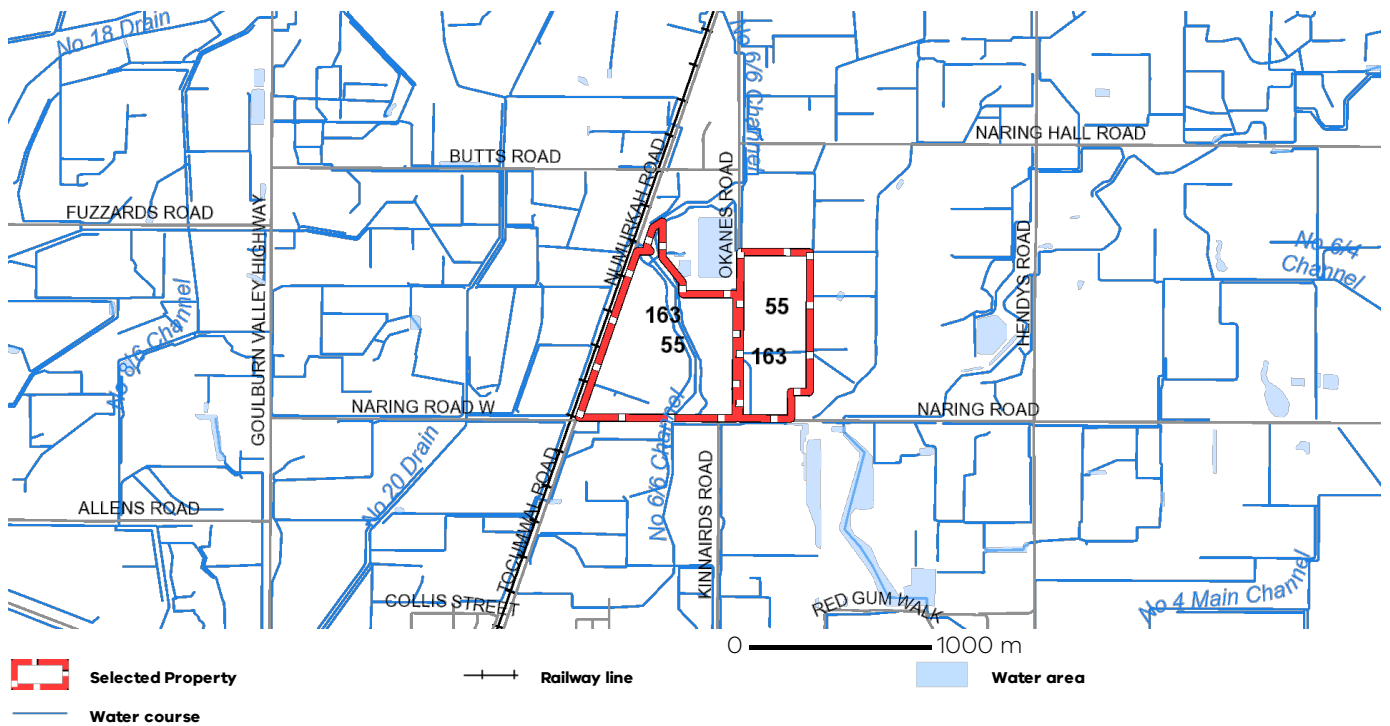 No 18 Drain
No 6/6 Channel
NARING HALL ROAD
BUTTS ROAD
NUMURKAH ROAD
OKANES ROAD
FUZZARDS ROAD
GOULBURN VALLEY HIGHWAY
HENDYS ROAD
No 6/4
Channel
No 8/6 Channel
163
55
55
163
NARING ROAD W
NARING ROAD
No 20 Drain
No 6/6 Channel
KINNAIRDS ROAD
TOCUMWAL ROAD
ALLENS ROAD
COLLIS STREET
RED GUM WALK
No 4 Main Channel
0 1000 m
Selected Property
Railway line
Water area
Water course